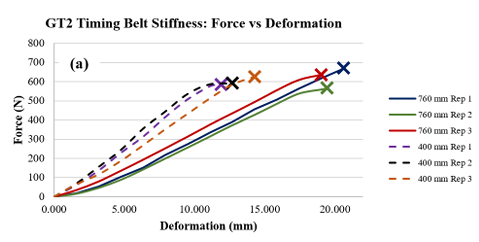 GT2 Timing Belt Stiffness: Force vs Deformation
800
700
600
500
400
300
200
100
0
(a)
Force (N)
0.000 5.000 10.000 15.000 20.000
Deformation (mm)
760 mm Rep 1
760 mm Rep 2
760 mm Rep 3
400 mm Rep 1
400 mm Rep 2
400 mm Rep 3